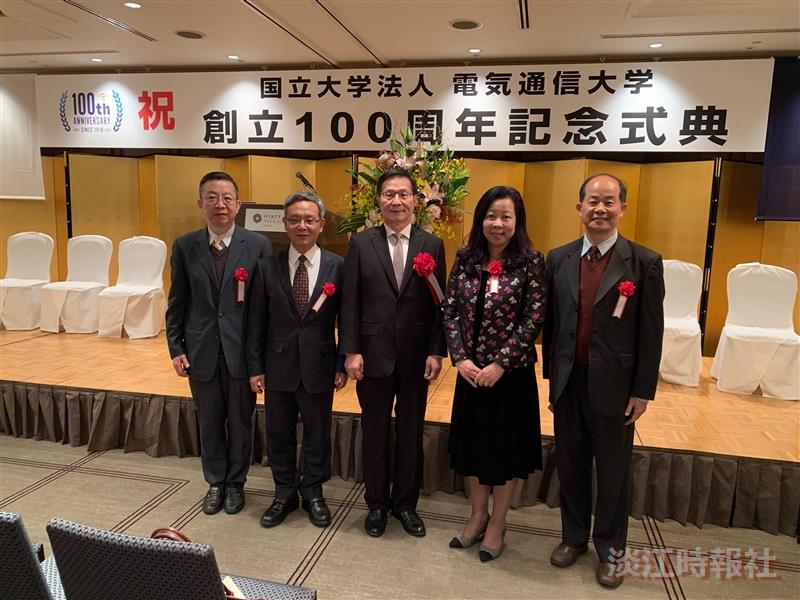 国立大学法人 電気通信大学
100th
ANNIVERSARY
SINCE 1918
祝
創立100周年記念式典
HYATT
淡江時報社